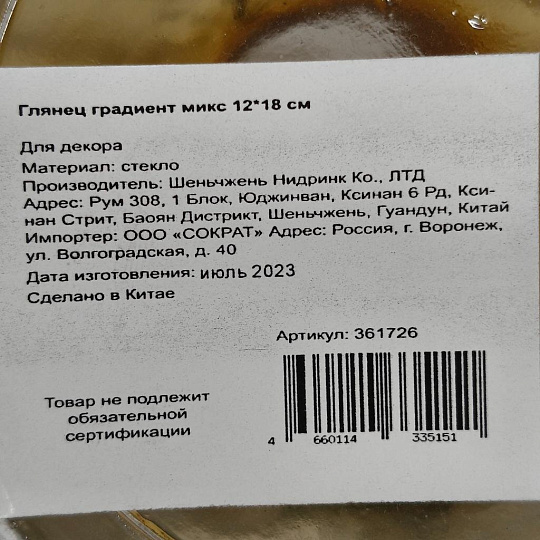 Глянец градиент микс 12*18 см
Для декора
Материал: стекло
Производитель: Шеньчжень Нидринк Ко., ЛТД
Адрес: Рум 308, 1 Блок, Юджинван, Ксинан 6 Рд, Кси-
нан Стрит, Баоян Дистрикт, Шеньчжень, Гуандун, Китай
Импортер: ООО «СОКРАТ» Адрес: Россия, г. Воронеж,
ул. Волгоградская, д. 40
Дата изготовления: июль 2023
Сделано в Китае
Артикул: 361726
Товар не подлежит
обязательной
сертификации
4 660114 335151